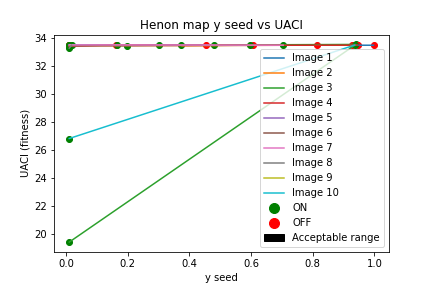 Henon map y seed vs UACI
34
32
30
28
26
24
22
20
UACI (fitness)
0.0 0.2 0.4 0.6 0.8 1.0
y seed
Image 1
Image 2
Image 3
Image 4
Image 5
Image 6
Image 7
Image 8
Image 9
Image 10
ON
OFF
Acceptable range